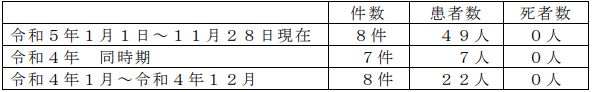 件数 患者数 死者数
令和５年１月１日～１１月２８日現在 ８件 ４９人 ０人
令和４年 同時期 ７件 ７人 ０人
令和４年１月～令和４年１２月 ８件 ２２人 ０人